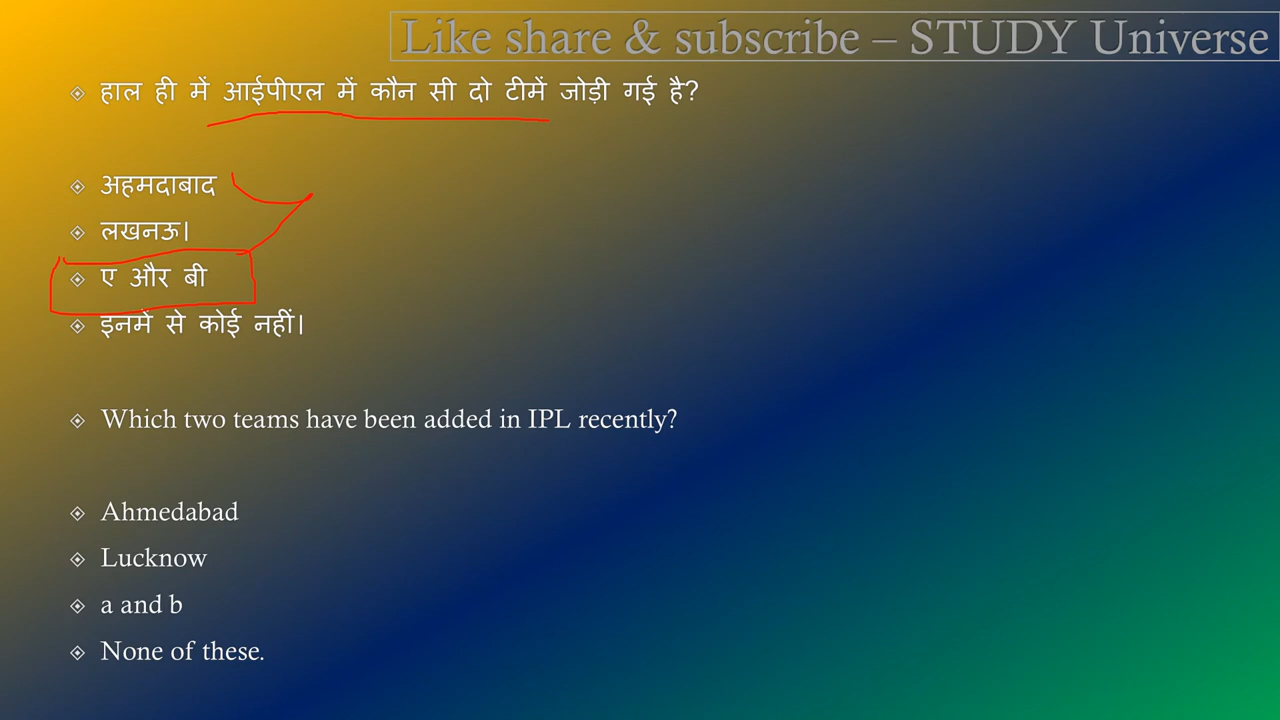 Like share & subscribe – STUDY Universe
हाल ही में आईपीएल में कौन सी दो टीमें जोड़ी गई है?
अहमदाबाद
लखनऊ।
ए और बी
इनमें से कोई नहीं।
Which two teams have been added in IPL recently?
Ahmedabad
Lucknow
a and b
None of these.